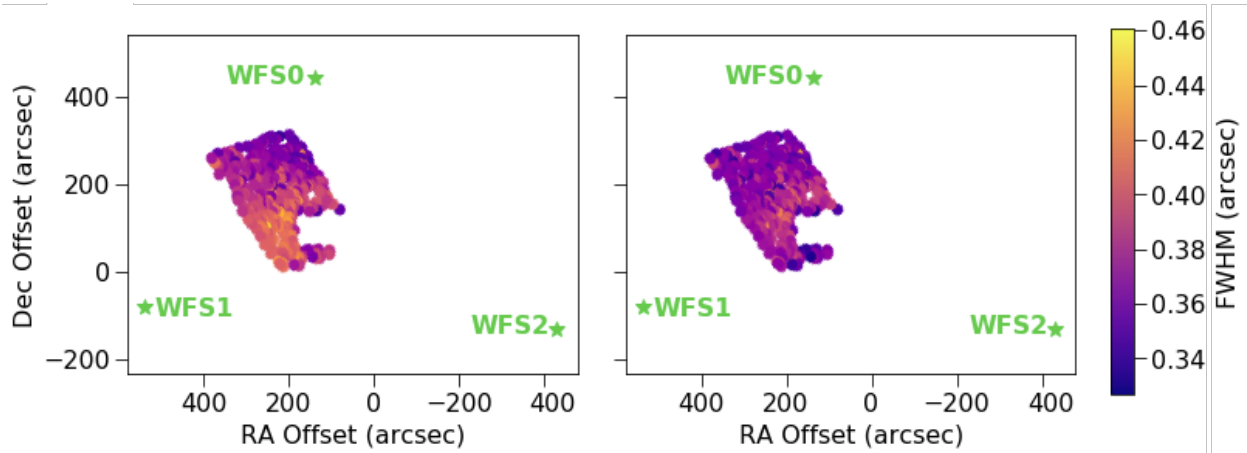 WFS0
WFS1
WFS2
400
200
0
−200
Dec Offset (arcsec)
400 200 0 −200 400
RA Offset (arcsec)
WFS0
WFS1
WFS2
400 200 0 −200 400
RA Offset (arcsec)
0.46
0.44
0.42
0.40
0.38
0.36
0.34
FWHM (arcsec)